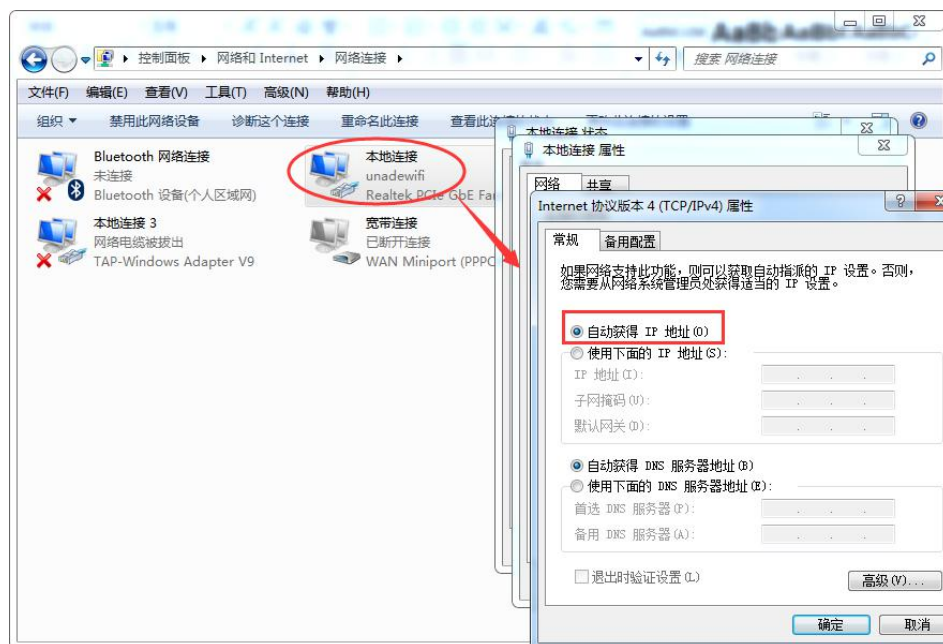 控制面板 网络和 Internet 网络连接
搜索 网络连接
文件(F) 编辑(E) 查看(V) 工具(T) 高级(N) 帮助(H)
组织 禁用此网络设备 诊断这个连接 重命名此连接
Bluetooth 网络连接
未连接
Bluetooth 设备(个人区域网)
本地连接
unadewifi
Realtek PCIe GbE Fa
本地连接 3
网络电缆被拔出
TAP-Windows Adapter V9
宽带连接
已断开连接
WAN Miniport (PPPO
本地连接 状态
本地连接 属性
网络 共享
Internet 协议版本 4 (TCP/IPv4) 属性
常规 备用配置
如果网络支持此功能，则可以获取自动指派的 IP 设置。否则，
您需要从网络系统管理员处获得适当的 IP 设置。
自动获得 IP 地址(O)
使用下面的 IP 地址(S):
IP 地址(I):
子网掩码(U):
默认网关(D):
自动获得 DNS 服务器地址(B)
使用下面的 DNS 服务器地址(E):
首选 DNS 服务器(P):
备用 DNS 服务器(A):
退出时验证设置(L)
高级(V)...
确定 取消